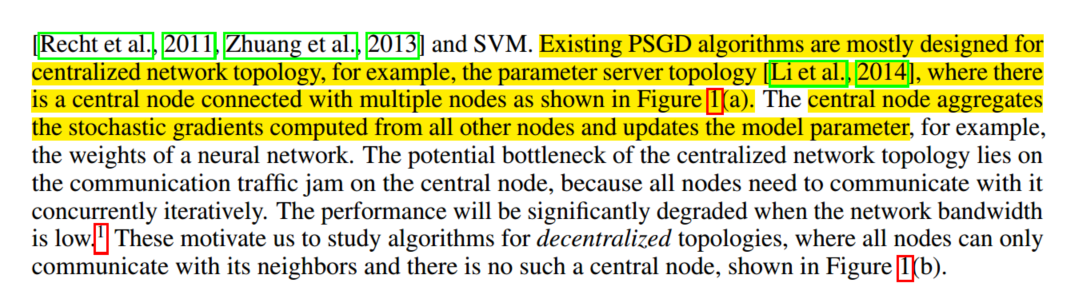 [Recht et al., 2011, Zhuang et al., 2013] and SVM. Existing PSGD algorithms are mostly designed for
centralized network topology, for example, the parameter server topology [Li et al., 2014], where there
is a central node connected with multiple nodes as shown in Figure 1(a). The central node aggregates
the stochastic gradients computed from all other nodes and updates the model parameter, for example,
the weights of a neural network. The potential bottleneck of the centralized network topology lies on
the communication traffic jam on the central node, because all nodes need to communicate with it
concurrently iteratively. The performance will be significantly degraded when the network bandwidth
is low.1 These motivate us to study algorithms for decentralized topologies, where all nodes can only
communicate with its neighbors and there is no such a central node, shown in Figure 1(b).